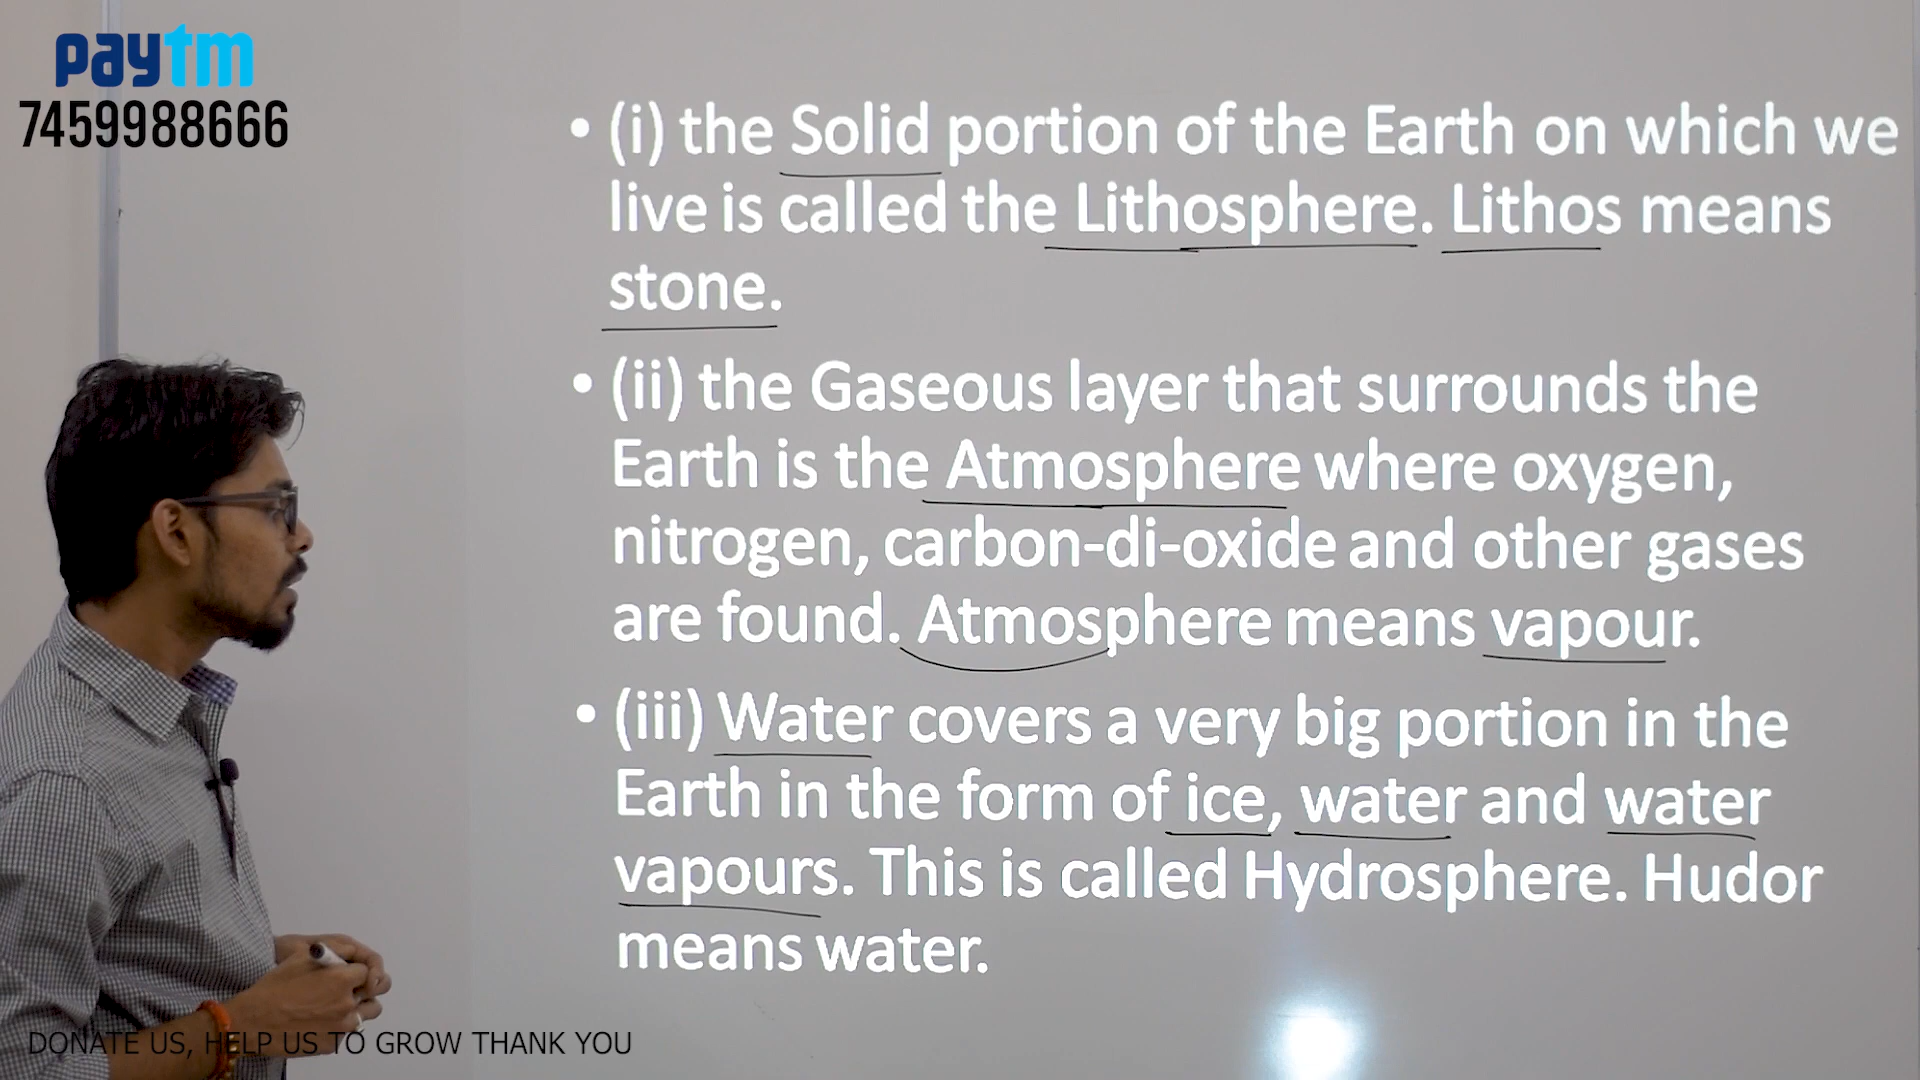 paytm
7459988666
• (i) the Solid portion of the Earth on which we
live is called the Lithosphere. Lithos means
stone.
• (ii) the Gaseous layer that surrounds the
Earth is the Atmosphere where oxygen,
nitrogen, carbon-di-oxide and other gases
are found. Atmosphere means vapour.
• (iii) Water covers a very big portion in the
Earth in the form of ice, water and water
vapours. This is called Hydrosphere. Hudor
means water.
DONATE US, HELP US TO GROW THANK YOU